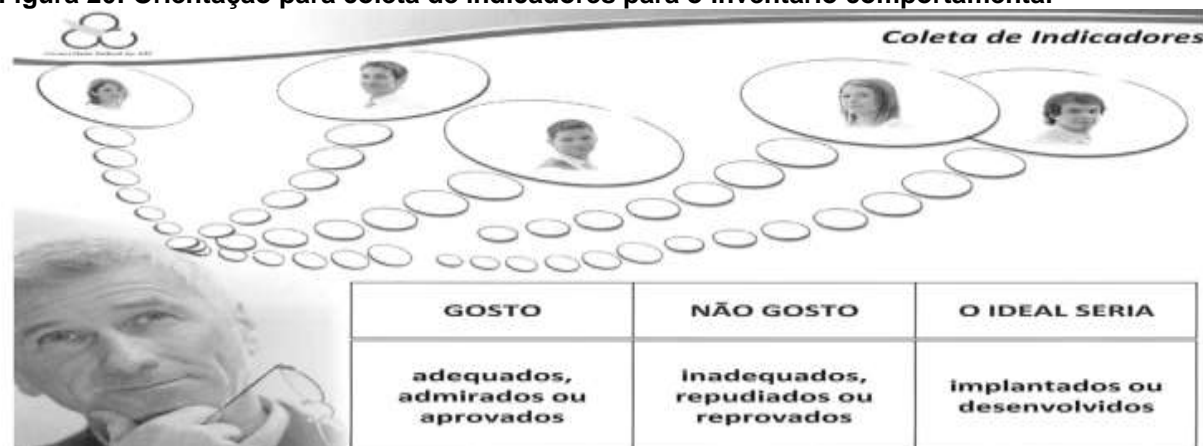 Figura 20: Orientação para coleta de indicadores para o inventário comportamental
Coleta de Indicadores
GOSTO
NÃO GOSTO
O IDEAL SERIA
adequados,
admirados ou
aprovados
inadequados,
repudiados ou
reprovados
implantados ou
desenvolvidos